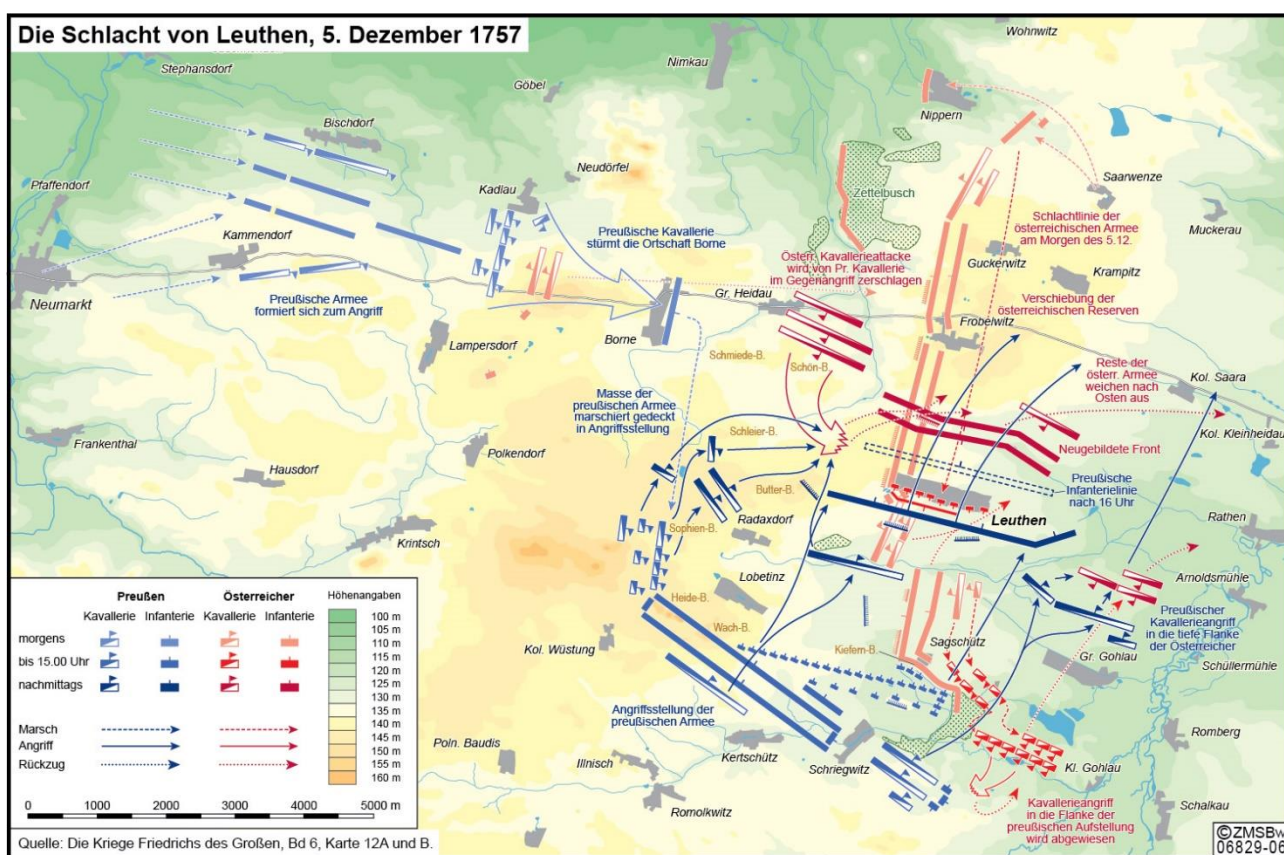 Die Schlacht von Leuthen, 5. Dezember 1757
Stephansdorf
Göbel
Nimkau
Wohnwitz
Nippern
Bischdorf
Neudörfel
Zettelbusch
Saarwenze
Pfaffendorf
Kadlau
Schlachtlinie der
österreichischen Armee
am Morgen des 5.12.
Muckerau
Kammendorf
Preußische Kavallerie
stürmt die Ortschaft Borne
Österr. Kavallerieattacke
wird von Pr. Kavallerie
im Gegenangriff zerschlagen
Guckerwitz
Krampitz
Neumarkt
Preußische Armee
formiert sich zum Angriff
Gr. Heidau
Verschiebung der
österreichischen Reserven
Lampersdorf
Borne
Frobelwitz
Schmiede-B.
Schön-B.
Reste der
österr. Armee
weichen nach
Osten aus
Kol. Saara
Masse der
preußischen Armee
marschiert gedeckt
in Angriffsstellung
Schleier-B.
Kol. Kleinheidau
Frankenthal
Hausdorf
Polkendorf
Neugebildete Front
Butter-B.
Preußische
Infanterielinie
nach 16 Uhr
Krintsch
Sophien-B.
Radaxdorf
Leuthen
Rathen
Lobetinz
Arnoldsmühle
Heide-B.
Wach-B.
Preußischer
Kavallerieangriff
in die tiefe Flanke
der Österreicher
Kol. Wüstung
Kiefern-B.
Sagschütz
Gr. Gohlau
Schüllermühle
Angriffsstellung der
preußischen Armee
Poln. Baudis
Illnisch
Kertschütz
Schriegwitz
Romberg
Kl. Gohlau
Romolkwitz
Kavallerieangriff
in die Flanke der
preußischen Aufstellung
wird abgewiesen
Schalkau
Preußen Österreicher
Kavallerie Infanterie Kavallerie Infanterie
morgens
bis 15.00 Uhr
nachmittags
Marsch
Angriff
Rückzug
Höhenangaben
100 m
105 m
110 m
115 m
120 m
125 m
130 m
135 m
140 m
145 m
150 m
155 m
160 m
0 1000 2000 3000 4000 5000 m
Quelle: Die Kriege Friedrichs des Großen, Bd 6, Karte 12A und B.
©ZMSBw